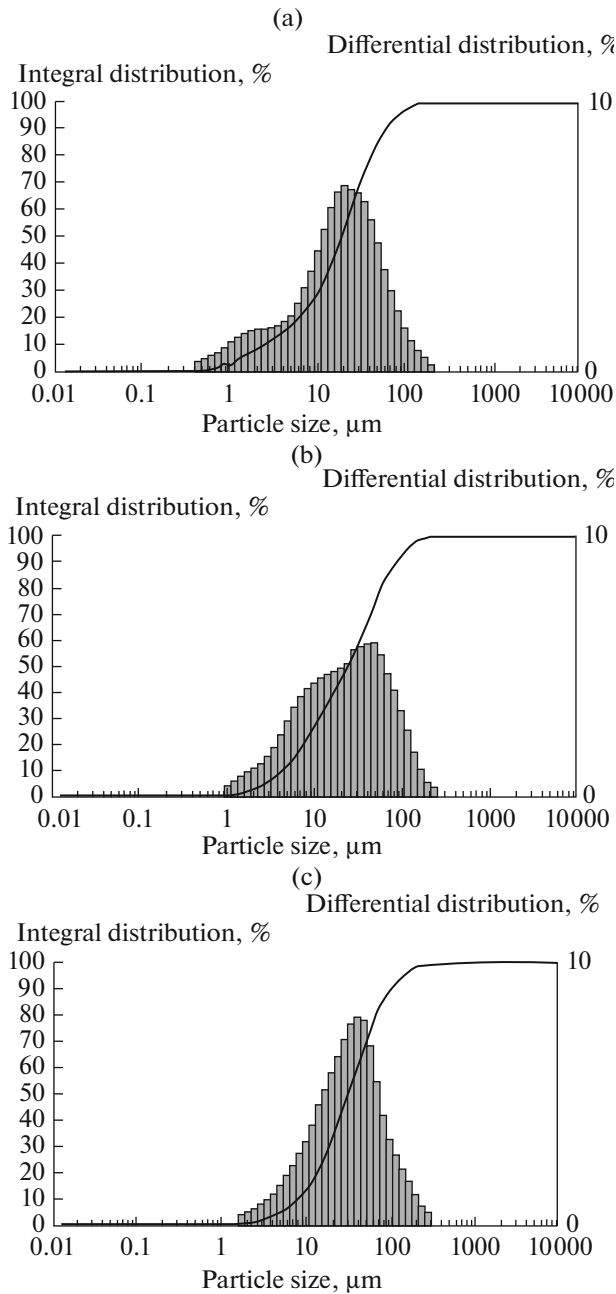 (a)
Differential distribution, %
Integral distribution, %
100 10
90
80
70
60
50
40
30
20
10
0 0
0.01 0.1 1 10 100 1000 10000
Particle size, µm
(b)
Differential distribution, %
Integral distribution, %
100 10
90
80
70
60
50
40
30
20
10
0 0
0.01 0.1 1 10 100 1000 10000
Particle size, µm
(c)
Differential distribution, %
Integral distribution, %
100 10
90
80
70
60
50
40
30
20
10
0 0
0.01 0.1 1 10 100 1000 10000
Particle size, µm